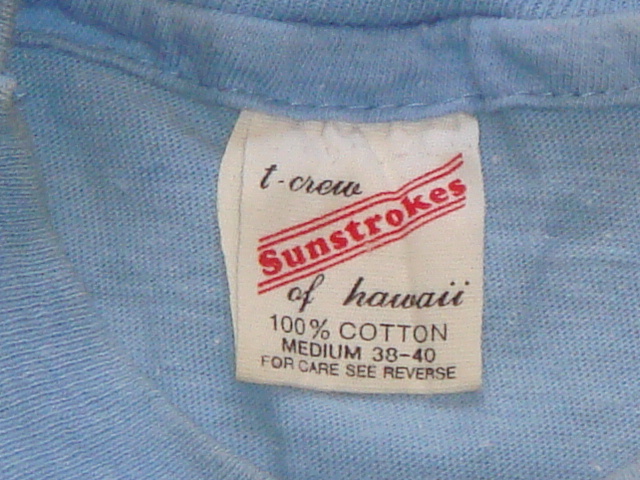 t-crew
Sunstrokes
of hawaii
100% COTTON
MEDIUM 38-40
FOR CARE SEE REVERSE